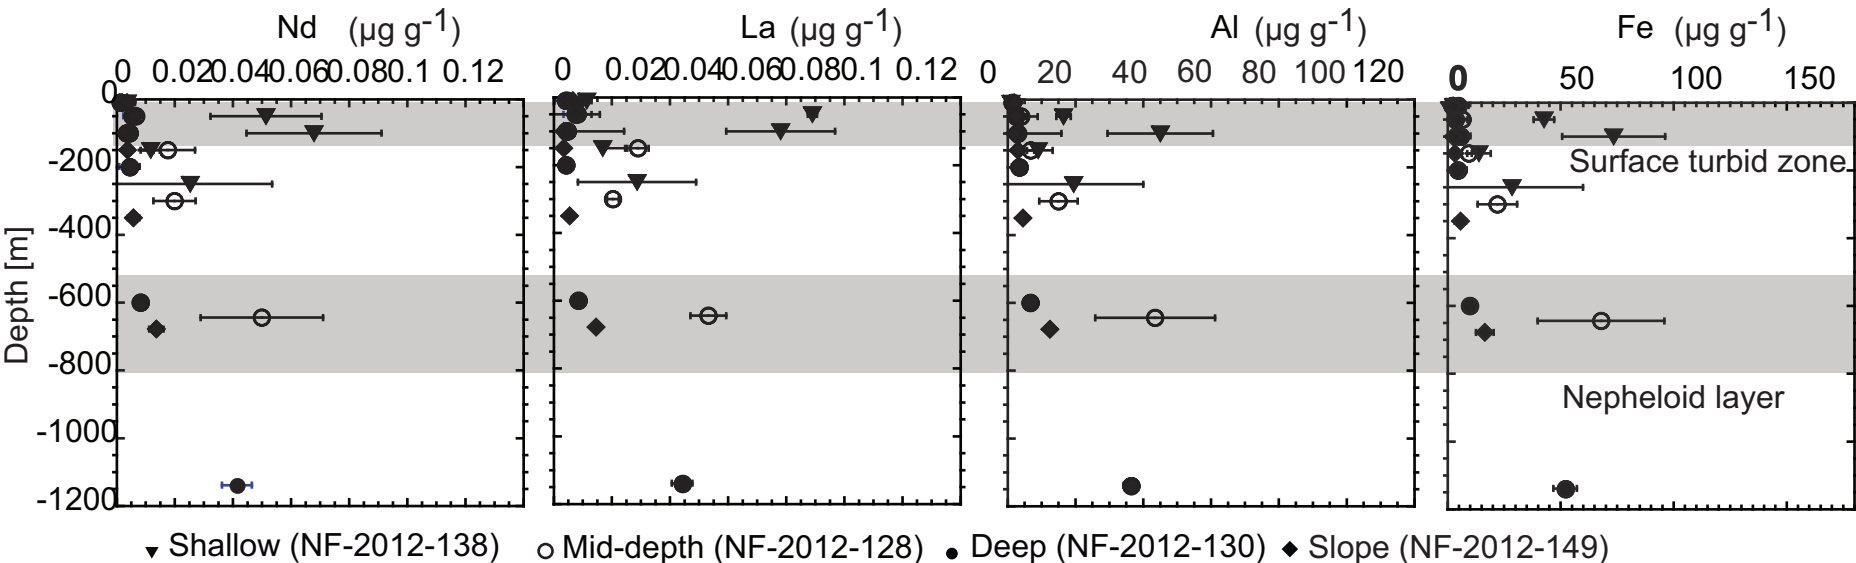 Nd (µg g-1) La (µg g-1) Al (µg g-1) Fe (µg g-1)
0 0.02 0.04 0.06 0.08 0.1 0.12 0 0.02 0.04 0.06 0.08 0.1 0.12 0 20 40 60 80 100 120 0 50 100 150
0
-200
-400
-600
-800
-1000
-1200
Depth [m]
Surface turbid zone
Nepheloid layer
Shallow (NF-2012-138) Mid-depth (NF-2012-128) Deep (NF-2012-130) Slope (NF-2012-149)